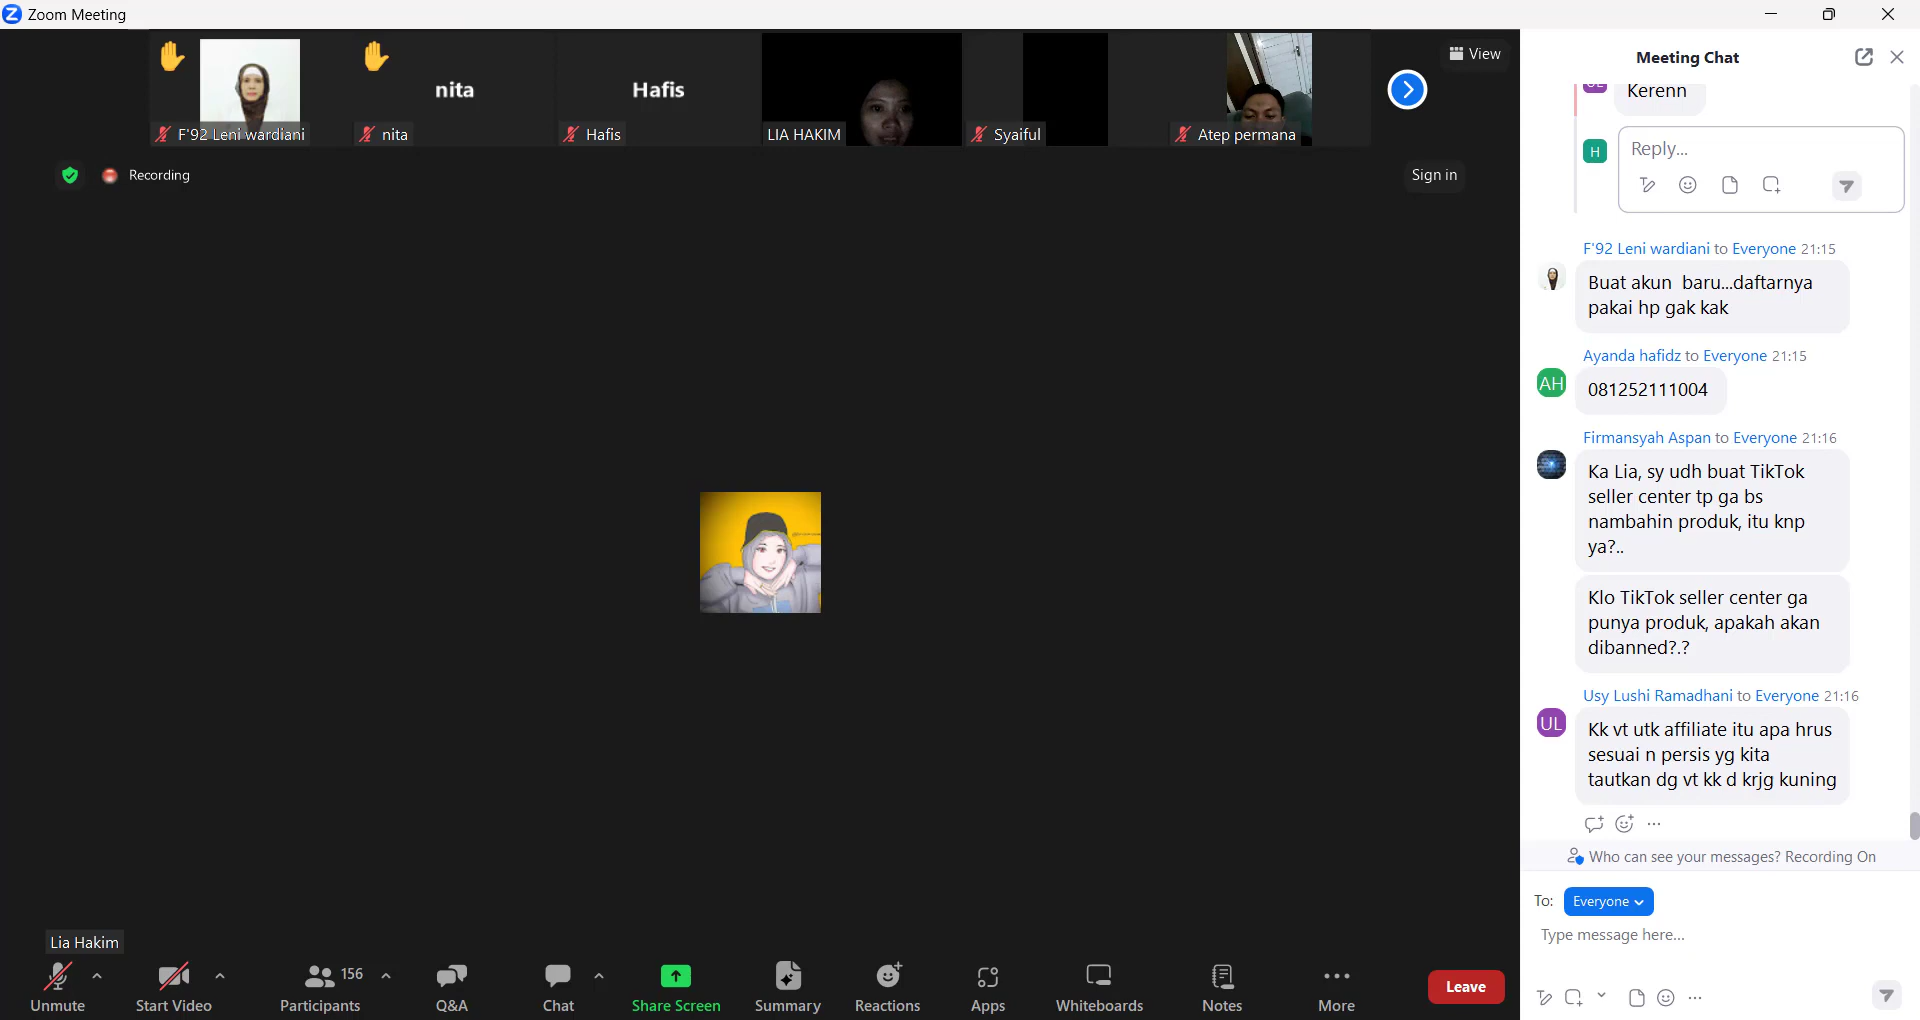 Zoom Meeting
F'92 Leni wardiani
nita
nita
Hafis
Hafis
LIA HAKIM
Syaiful
Atep permana
View
Recording
Sign in
Lia Hakim
Unmute
Start Video
156
Participants
Q&A
Chat
Share Screen
Summary
Reactions
Apps
Whiteboards
Notes
More
Leave
Meeting Chat
Kerenn
H
Reply...
F'92 Leni wardiani to Everyone 21:15
Buat akun baru...daftarnya
pakai hp gak kak
Ayanda hafidz to Everyone 21:15
AH
081252111004
Firmansyah Aspan to Everyone 21:16
Ka Lia, sy udh buat TikTok
seller center tp ga bs
nambahin produk, itu knp
ya?..
Klo TikTok seller center ga
punya produk, apakah akan
dibanned?.?
Usy Lushi Ramadhani to Everyone 21:16
UL
Kk vt utk affiliate itu apa hrus
sesuai n persis yg kita
tautkan dg vt kk d krjg kuning
Who can see your messages? Recording On
To: Everyone
Type message here...